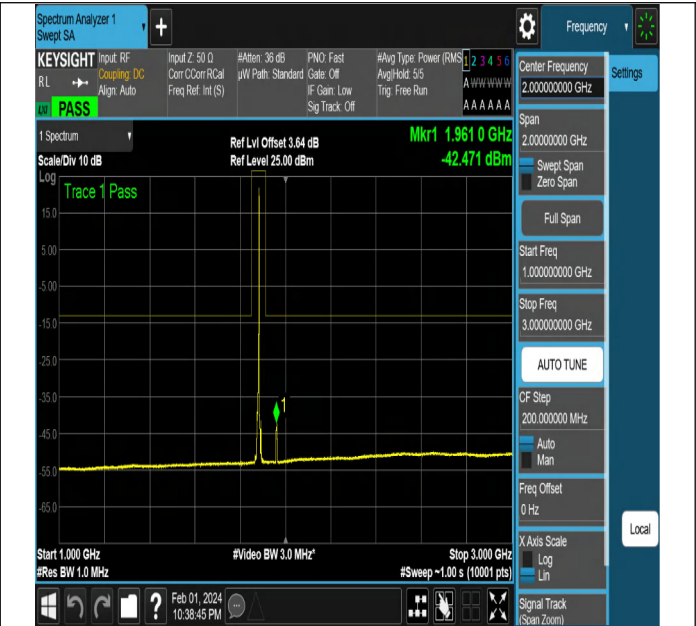 Spectrum Analyzer 1
Swept SA
+
Frequency
KEYSIGHT
RL
Input: RF
Coupling: DC
Align: Auto
Input Z: 50 Ω
Corr CCorr RCal
Freq Ref: Int (S)
#Atten: 36 dB
µW Path: Standard
PNO: Fast
Gate: Off
IF Gain: Low
Sig Track: Off
#Avg Type: Power (RMS
Avg|Hold: 5/5
Trig: Free Run
1 2 3 4 5 6
A W W W W W
A A A A A A
PASS
1 Spectrum
Scale/Div 10 dB
Ref Lvl Offset 3.64 dB
Ref Level 25.00 dBm
Mkr1 1.961 0 GHz
-42.471 dBm
Log
Trace 1 Pass
15.0
5.00
-5.00
-15.0
-25.0
-35.0
-45.0
-55.0
-65.0
1
Start 1.000 GHz
#Res BW 1.0 MHz
#Video BW 3.0 MHz*
Stop 3.000 GHz
#Sweep ~1.00 s (10001 pts)
Feb 01, 2024
10:38:45 PM
Center Frequency
2.000000000 GHz
Settings
Span
2.00000000 GHz
Swept Span
Zero Span
Full Span
Start Freq
1.000000000 GHz
Stop Freq
3.000000000 GHz
AUTO TUNE
CF Step
200.000000 MHz
Auto
Man
Freq Offset
0 Hz
X Axis Scale
Log
Lin
Local
Signal Track
(Span Zoom)